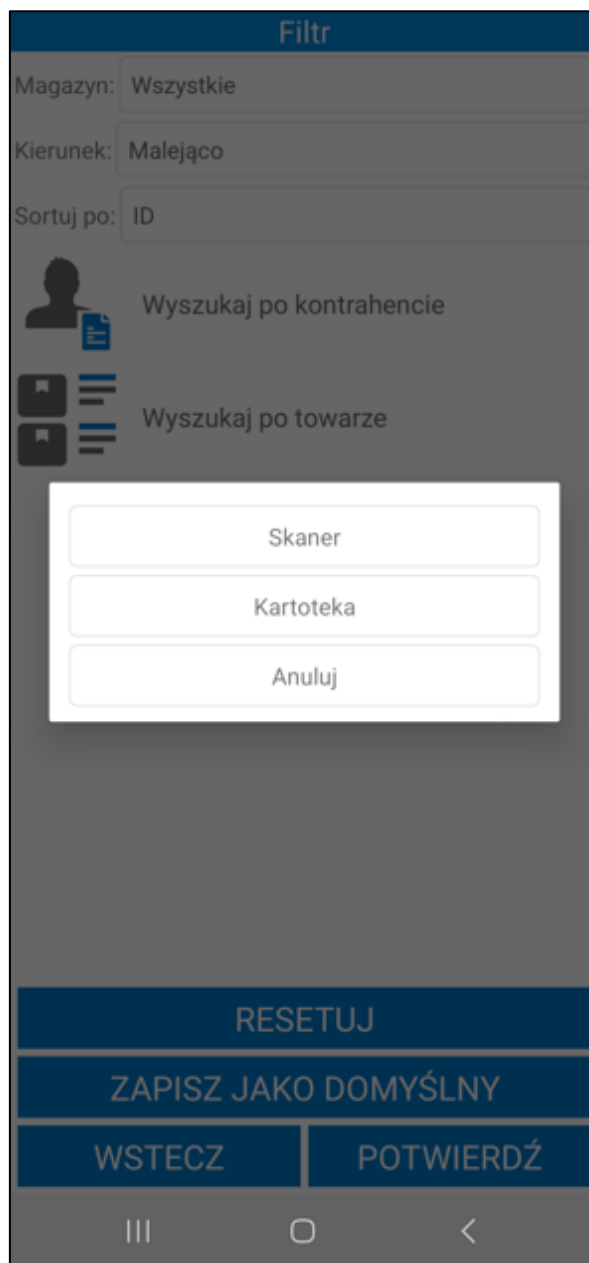 Filtr
Magazyn: Wszystkie
Kierunek: Malejąco
Sortuj po: ID
Wyszukaj po kontrahencie
Wyszukaj po towarze
Skaner
Kartoteka
Anuluj
RESETUJ
ZAPISZ JAKO DOMYŚLNY
WSTECZ POTWIERDŹ